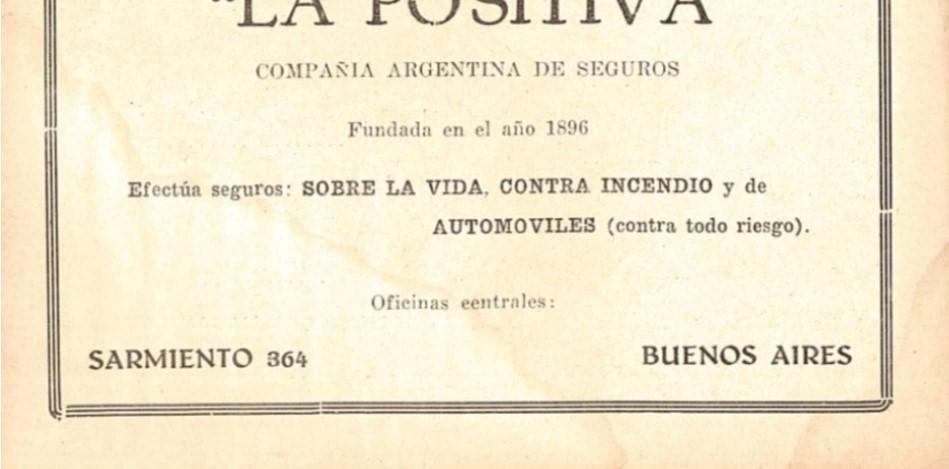 "LA POSITIVA
COMPAÑIA ARGENTINA DE SEGUROS
Fundada en el año 1896
Efectúa seguros: SOBRE LA VIDA, CONTRA INCENDIO y de
AUTOMOVILES (contra todo riesgo).
Oficinas centrales:
SARMIENTO 364 BUENOS AIRES